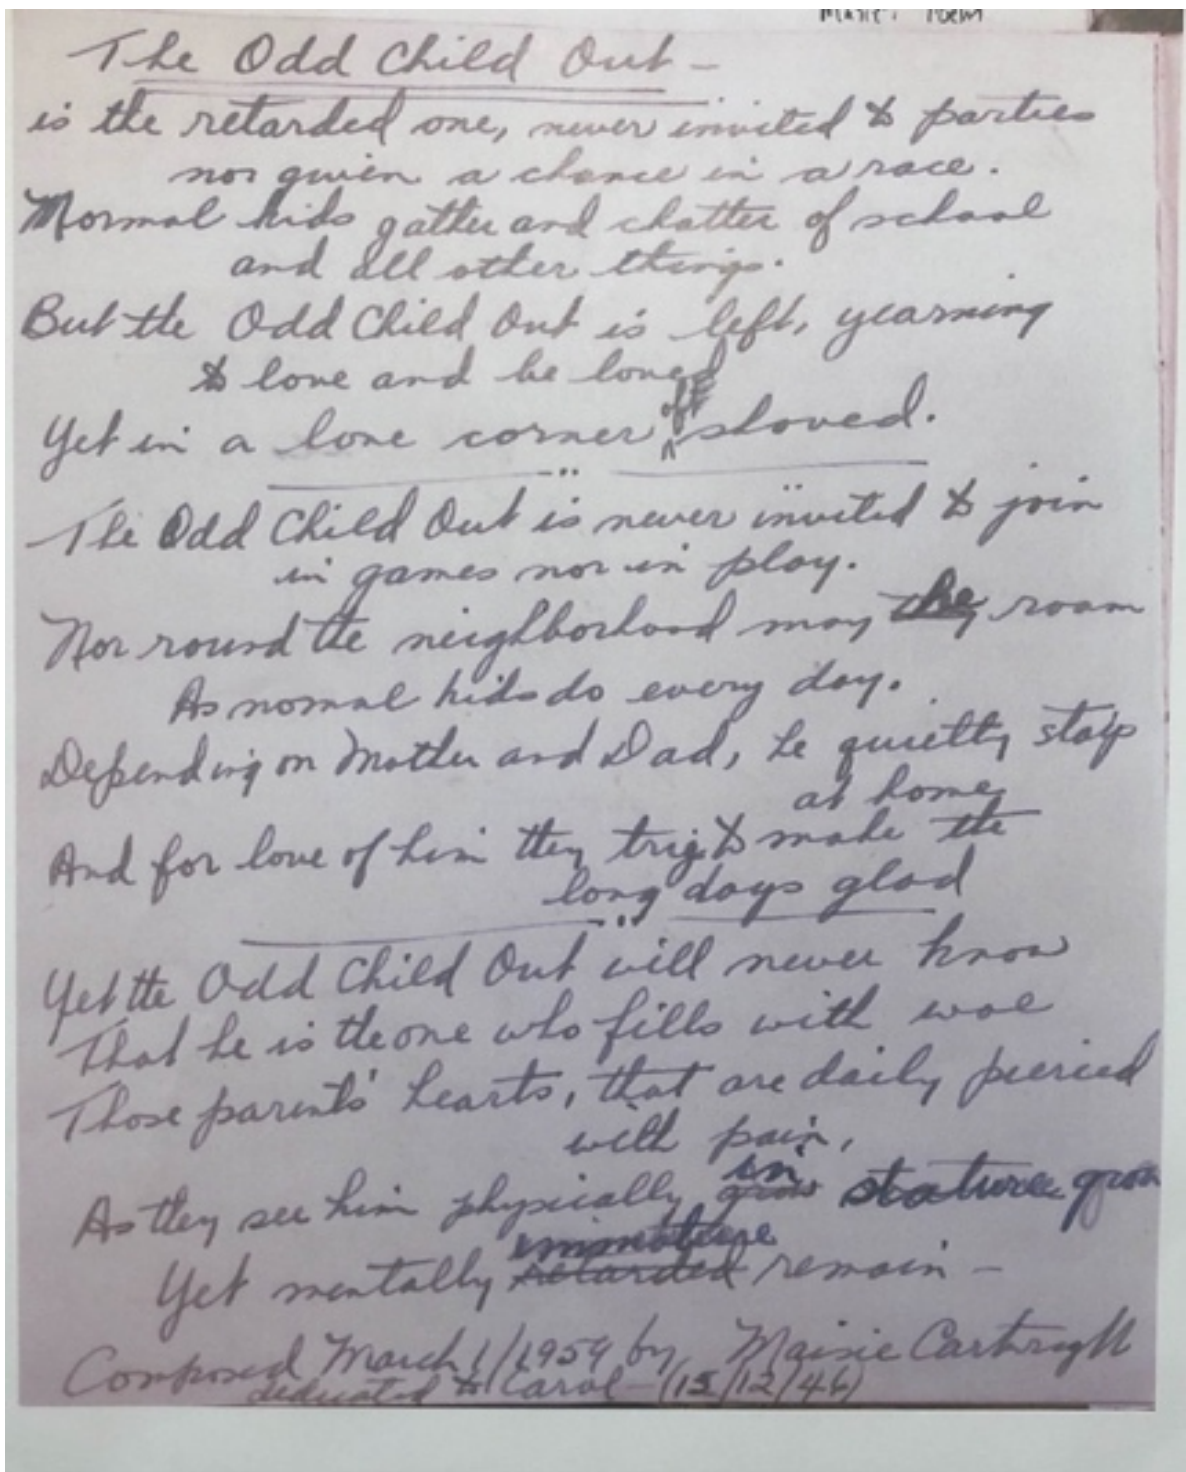 Poem
The Odd Child Out -
is the retarded one, never invited to parties
nor given a chance in a race.
Normal kids gather and chatter of school
and all other things.
But the Odd Child Out is left, yearning
to love and be loved
Yet in a lone corner oft shoved.
The Odd Child Out is never invited to join
in games nor in play.
Nor round the neighborhood may they roam
As normal kids do every day.
Depending on Mother and Dad, he quietly stays
at home,
And for love of him they try to make the
long days glad
Yet the Odd Child Out will never know
That he is the one who fills with woe
Those parents' hearts, that are daily pierced
with pain,
As they see him physically grow in stature grow
Yet mentally retarded immature remain -
Composed March 1/1959 by Maisie Cartwright
dedicated to Carol - (15/12/46)